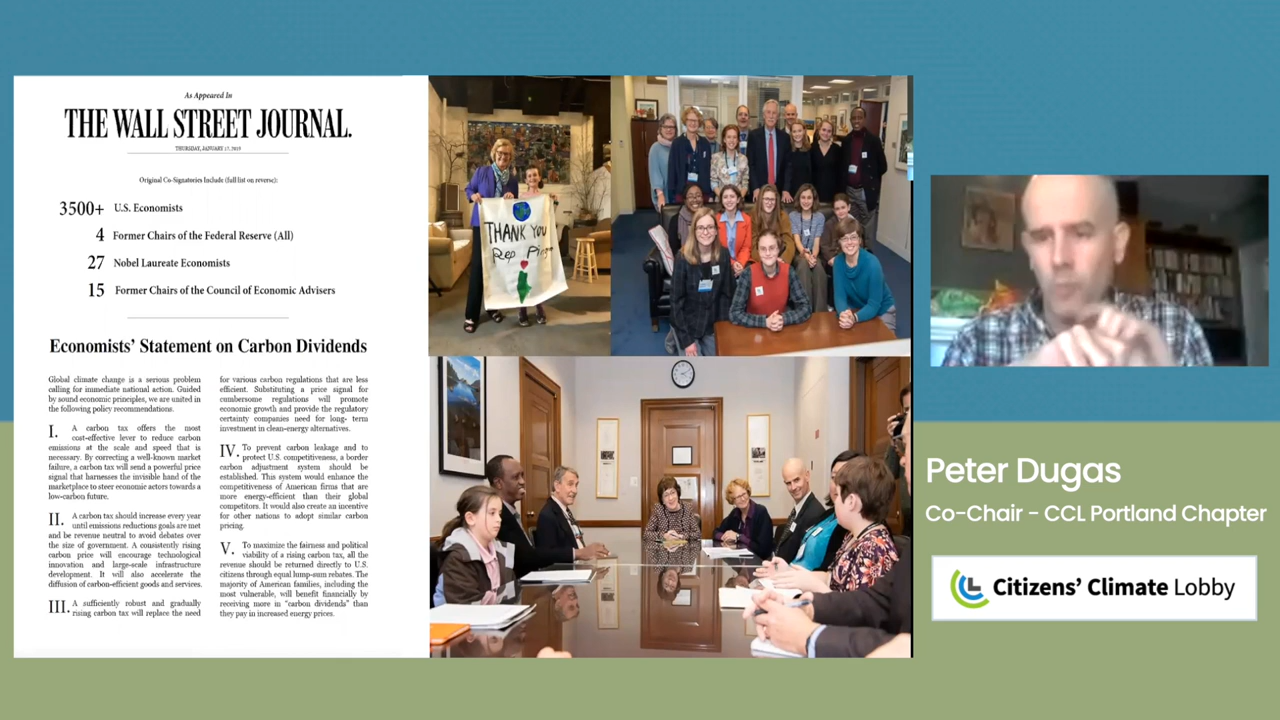 As Appeared In
THE WALL STREET JOURNAL.
THURSDAY, JANUARY 17, 2019
Original Co-Signatories Include (full list on reverse):
3500+ U.S. Economists
4 Former Chairs of the Federal Reserve (All)
27 Nobel Laureate Economists
15 Former Chairs of the Council of Economic Advisers
Economists' Statement on Carbon Dividends
Global climate change is a serious problem
calling for immediate national action. Guided
by sound economic principles, we are united in
the following policy recommendations.
I. A carbon tax offers the most
cost-effective lever to reduce carbon
emissions at the scale and speed that is
necessary. By correcting a well-known market
failure, a carbon tax will send a powerful price
signal that harnesses the invisible hand of the
marketplace to steer economic actors towards a
low-carbon future.
II. A carbon tax should increase every year
until emissions reductions goals are met
and be revenue neutral to avoid debates over
the size of government. A consistently rising
carbon price will encourage technological
innovation and large-scale infrastructure
development. It will also accelerate the
diffusion of carbon-efficient goods and services.
III. A sufficiently robust and gradually
rising carbon tax will replace the need
for various carbon regulations that are less
efficient. Substituting a price signal for
cumbersome regulations will promote
economic growth and provide the regulatory
certainty companies need for long- term
investment in clean-energy alternatives.
IV. To prevent carbon leakage and to
protect U.S. competitiveness, a border
carbon adjustment system should be
established. This system would enhance the
competitiveness of American firms that are
more energy-efficient than their global
competitors. It would also create an incentive
for other nations to adopt similar carbon
pricing.
V. To maximize the fairness and political
viability of a rising carbon tax, all the
revenue should be returned directly to U.S.
citizens through equal lump-sum rebates. The
majority of American families, including the
most vulnerable, will benefit financially by
receiving more in "carbon dividends" than
they pay in increased energy prices.
THANK YOU
Rep
Peter Dugas
Co-Chair - CCL Portland Chapter
Citizens' Climate Lobby